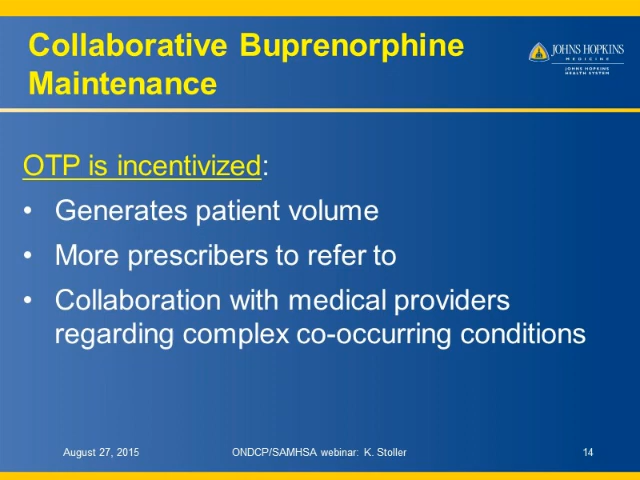 Collaborative Buprenorphine
Maintenance
JOHNS HOPKINS
MEDICINE
JOHNS HOPKINS
HEALTH SYSTEM
OTP is incentivized:
• Generates patient volume
• More prescribers to refer to
• Collaboration with medical providers
regarding complex co-occurring conditions
August 27, 2015 ONDCP/SAMHSA webinar: K. Stoller 14